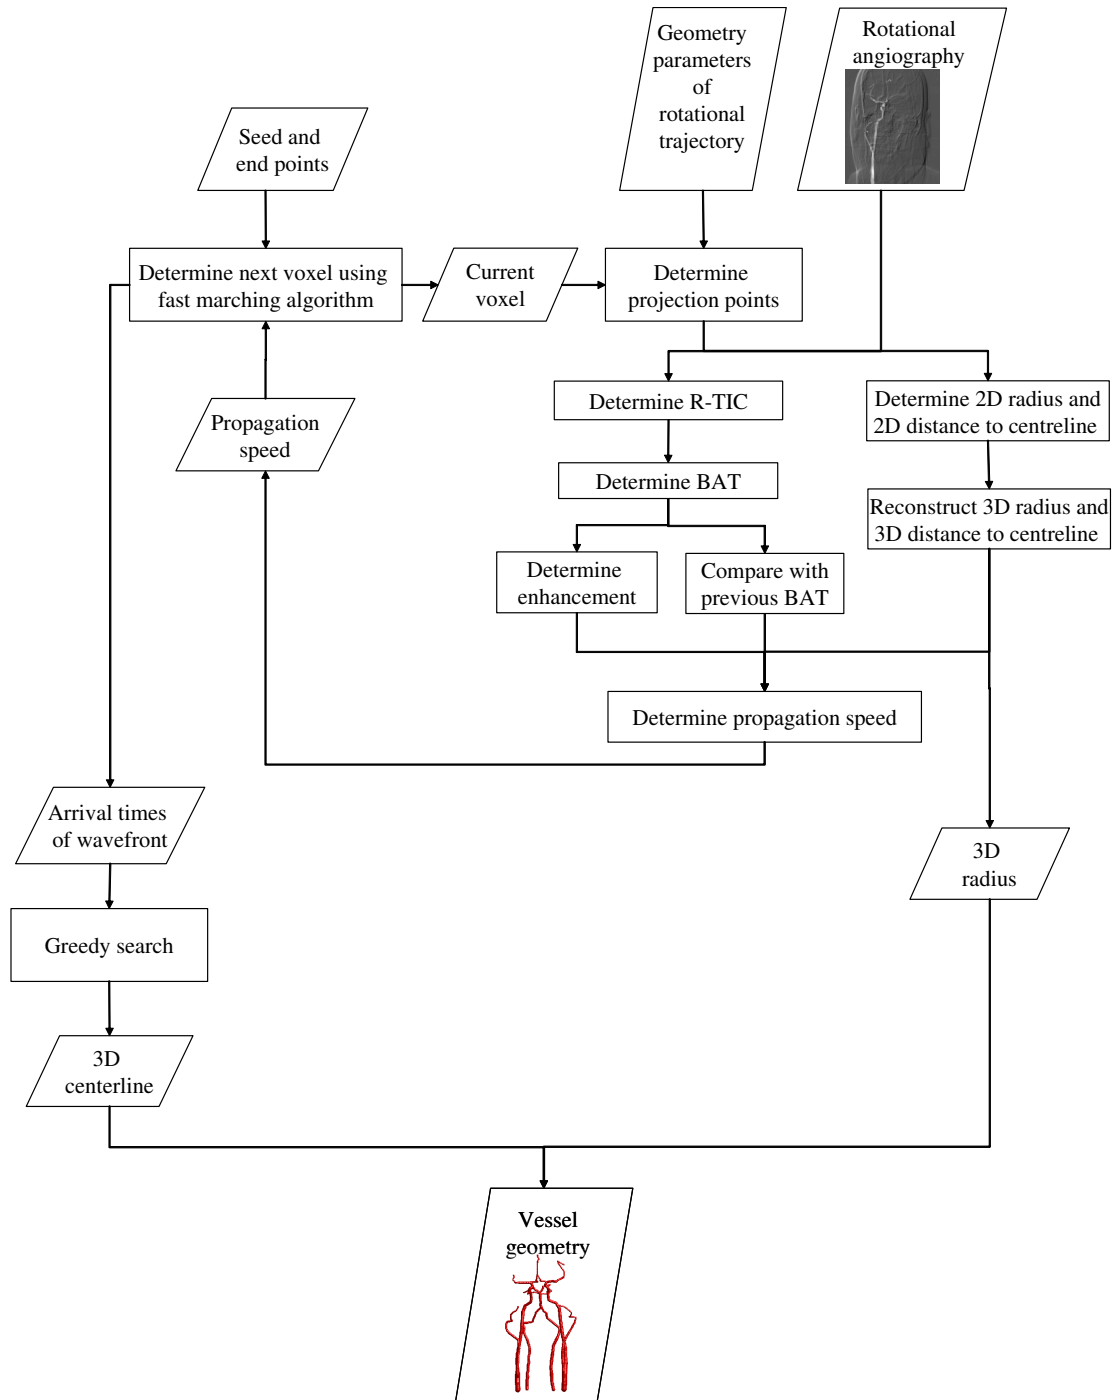 Geometry
parameters
of
rotational
trajectory
Rotational
angiography
Seed and
end points
Determine next voxel using
fast marching algorithm
Current
voxel
Determine
projection points
Propagation
speed
Determine R-TIC
Determine 2D radius and
2D distance to centreline
Determine BAT
Reconstruct 3D radius and
3D distance to centreline
Determine
enhancement
Compare with
previous BAT
Determine propagation speed
Arrival times
of wavefront
3D
radius
Greedy search
3D
centerline
Vessel
geometry